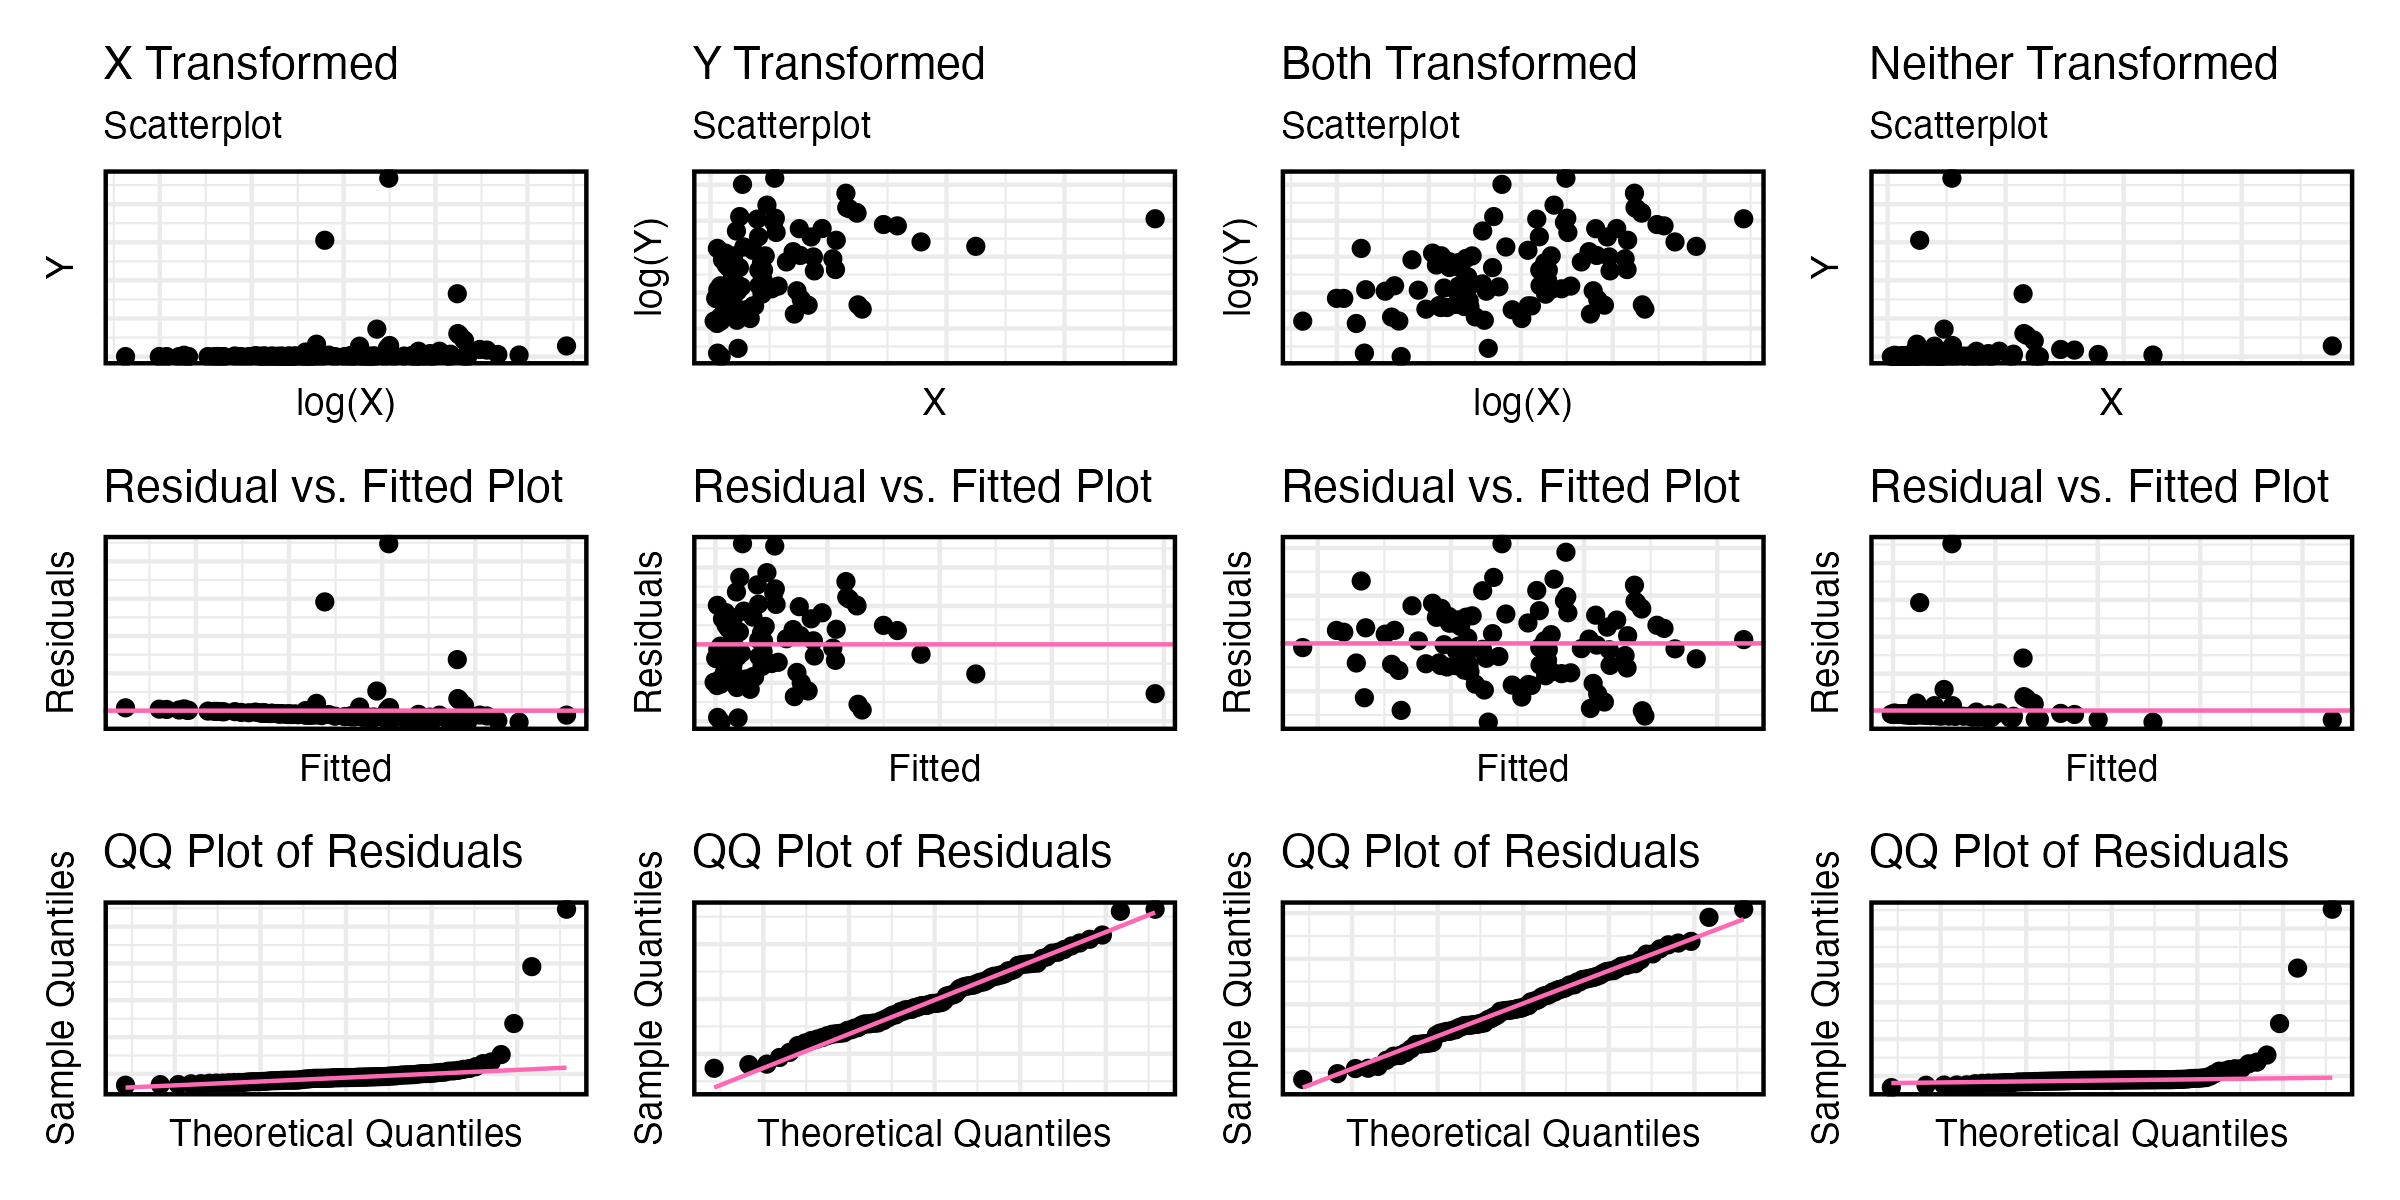 X Transformed
Scatterplot
Y
log(X)
Residual vs. Fitted Plot
Residuals
Fitted
QQ Plot of Residuals
Sample Quantiles
Theoretical Quantiles
Y Transformed
Scatterplot
log(Y)
X
Residual vs. Fitted Plot
Residuals
Fitted
QQ Plot of Residuals
Sample Quantiles
Theoretical Quantiles
Both Transformed
Scatterplot
log(Y)
log(X)
Residual vs. Fitted Plot
Residuals
Fitted
QQ Plot of Residuals
Sample Quantiles
Theoretical Quantiles
Neither Transformed
Scatterplot
Y
X
Residual vs. Fitted Plot
Residuals
Fitted
QQ Plot of Residuals
Sample Quantiles
Theoretical Quantiles